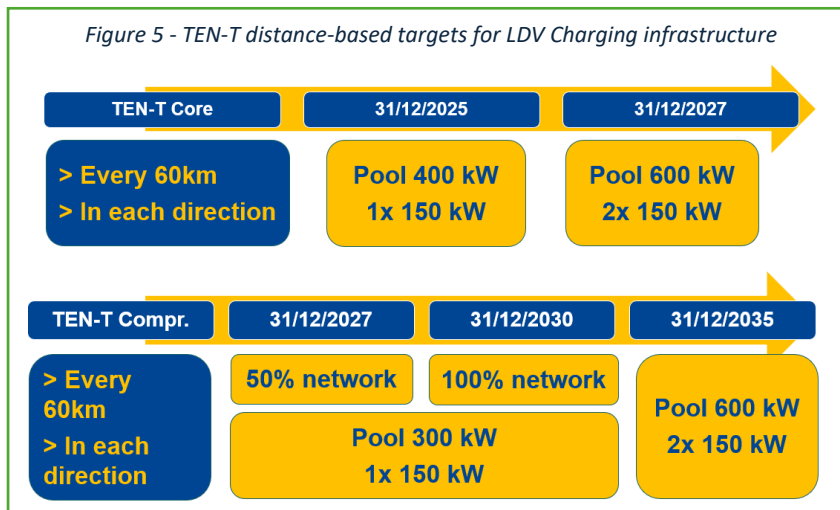 Figure 5 - TEN-T distance-based targets for LDV Charging infrastructure
TEN-T Core
31/12/2025
31/12/2027
> Every 60km
> In each direction
Pool 400 kW
1x 150 kW
Pool 600 kW
2x 150 kW
TEN-T Compr.
31/12/2027
31/12/2030
31/12/2035
> Every
60km
> In each
direction
50% network
100% network
Pool 300 kW
1x 150 kW
Pool 600 kW
2x 150 kW